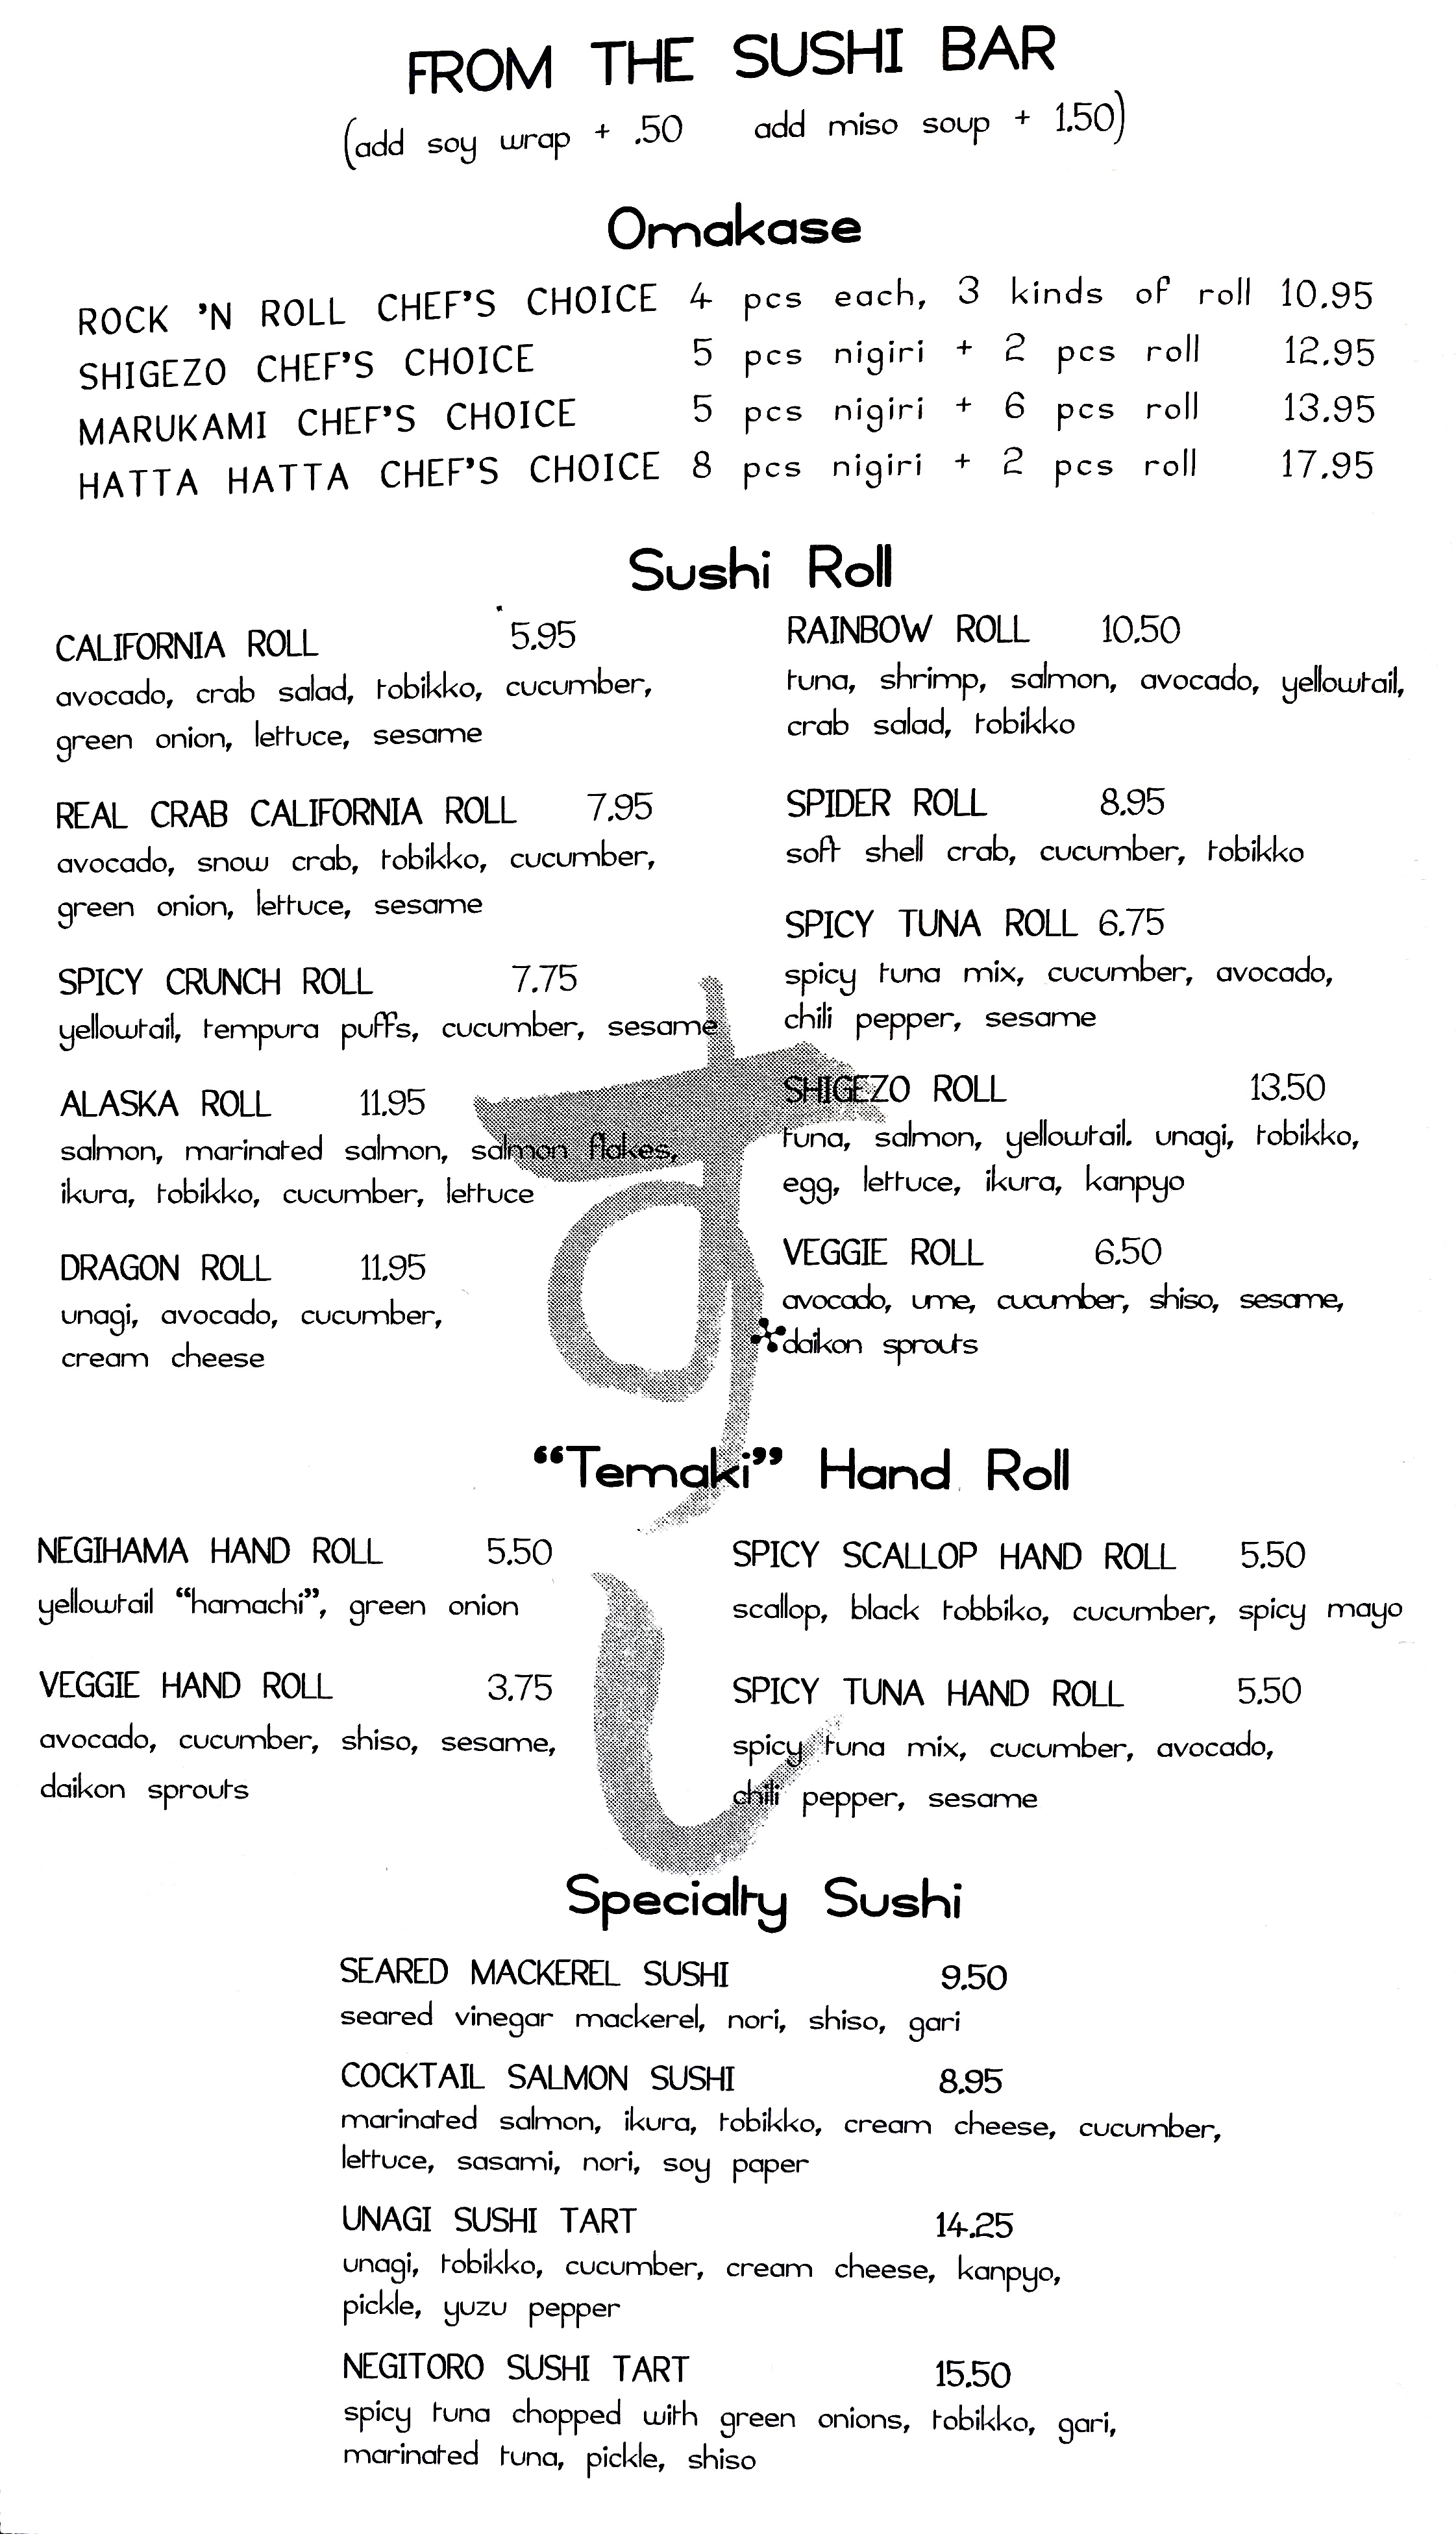 FROM THE SUSHI BAR
(add soy wrap + .50 add miso soup + 1.50)
Omakase
ROCK 'N ROLL CHEF'S CHOICE 4 pcs each, 3 kinds of roll 10.95
SHIGEZO CHEF'S CHOICE 5 pcs nigiri + 2 pcs roll 12.95
MARUKAMI CHEF'S CHOICE 5 pcs nigiri + 6 pcs roll 13.95
HATTA HATTA CHEF'S CHOICE 8 pcs nigiri + 2 pcs roll 17.95
Sushi Roll
CALIFORNIA ROLL 5.95
avocado, crab salad, tobikko, cucumber,
green onion, lettuce, sesame
REAL CRAB CALIFORNIA ROLL 7.95
avocado, snow crab, tobikko, cucumber,
green onion, lettuce, sesame
SPICY CRUNCH ROLL 7.75
yellowtail, tempura puffs, cucumber, sesame
ALASKA ROLL 11.95
salmon, marinated salmon, salmon flakes,
ikura, tobikko, cucumber, lettuce
DRAGON ROLL 11.95
unagi, avocado, cucumber,
cream cheese
RAINBOW ROLL 10.50
tuna, shrimp, salmon, avocado, yellowtail,
crab salad, tobikko
SPIDER ROLL 8.95
soft shell crab, cucumber, tobikko
SPICY TUNA ROLL 6.75
spicy tuna mix, cucumber, avocado,
chili pepper, sesame
SHIGEZO ROLL 13.50
tuna, salmon, yellowtail. unagi, tobikko,
egg, lettuce, ikura, kanpyo
VEGGIE ROLL 6.50
avocado, ume, cucumber, shiso, sesame,
daikon sprouts
すし
"Temaki" Hand Roll
NEGIHAMA HAND ROLL 5.50
yellowtail "hamachi", green onion
VEGGIE HAND ROLL 3.75
avocado, cucumber, shiso, sesame,
daikon sprouts
SPICY SCALLOP HAND ROLL 5.50
scallop, black tobbiko, cucumber, spicy mayo
SPICY TUNA HAND ROLL 5.50
spicy tuna mix, cucumber, avocado,
chili pepper, sesame
Specialty Sushi
SEARED MACKEREL SUSHI 9.50
seared vinegar mackerel, nori, shiso, gari
COCKTAIL SALMON SUSHI 8.95
marinated salmon, ikura, tobikko, cream cheese, cucumber,
lettuce, sasami, nori, soy paper
UNAGI SUSHI TART 14.25
unagi, tobikko, cucumber, cream cheese, kanpyo,
pickle, yuzu pepper
NEGITORO SUSHI TART 15.50
spicy tuna chopped with green onions, tobikko, gari,
marinated tuna, pickle, shiso